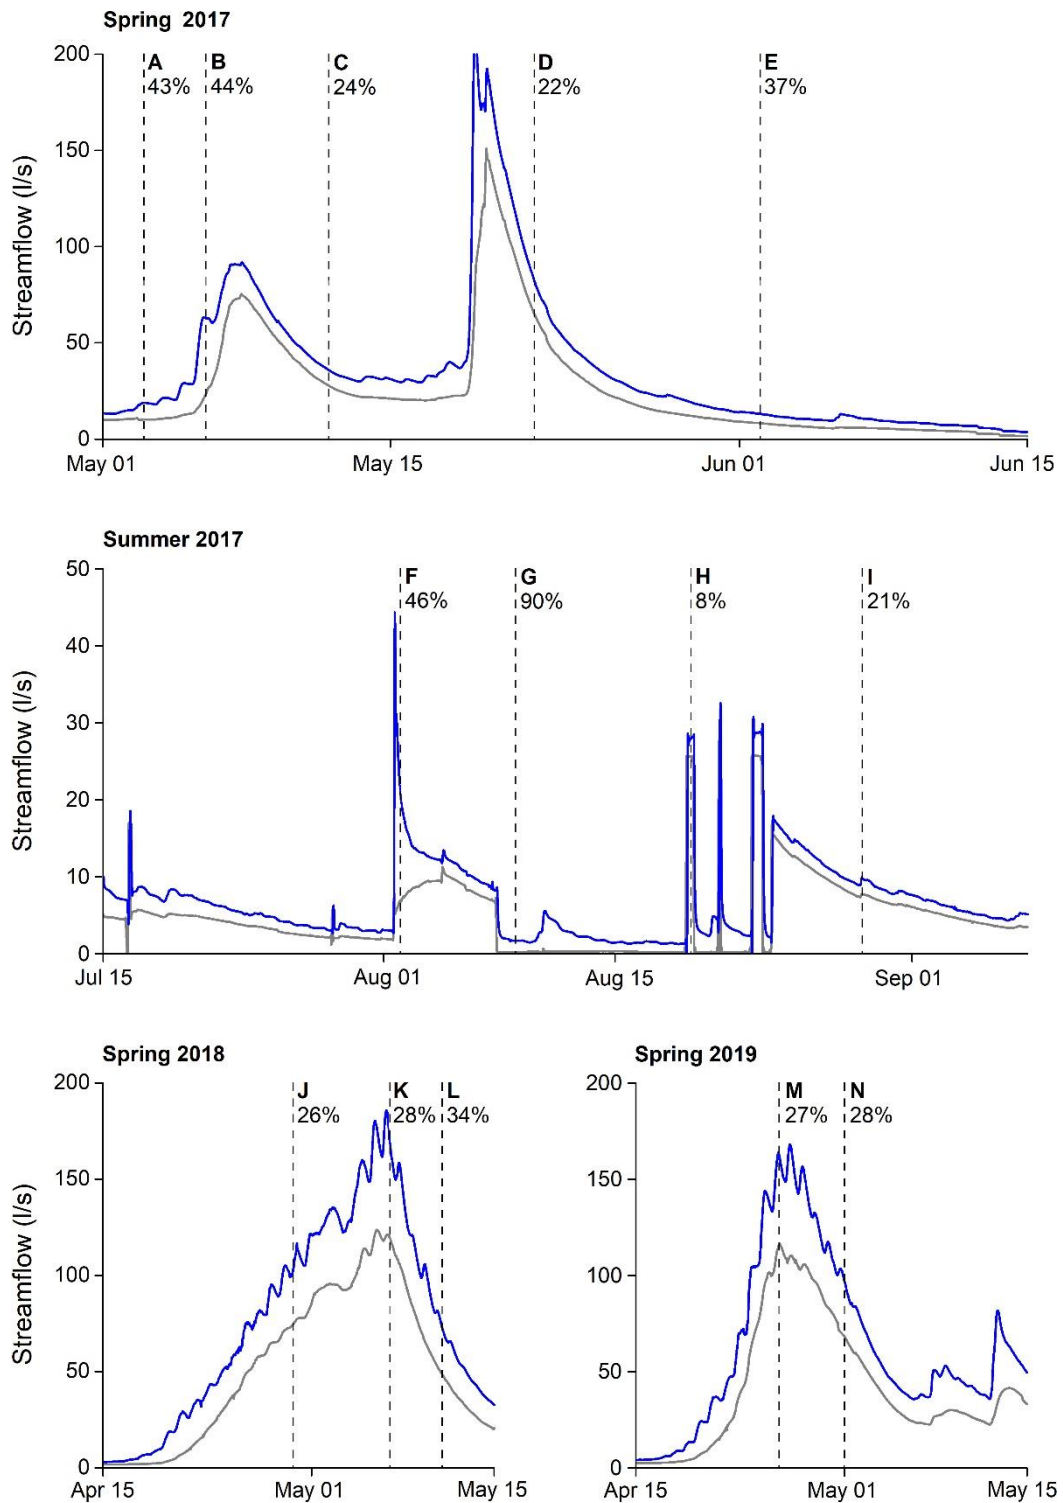 Spring 2017
Streamflow (l/s)
200
150
100
50
0
A
43%
B
44%
C
24%
D
22%
E
37%
May 01
May 15
Jun 01
Jun 15
Summer 2017
Streamflow (l/s)
50
40
30
20
10
0
F
46%
G
90%
H
8%
I
21%
Jul 15
Aug 01
Aug 15
Sep 01
Spring 2018
Streamflow (l/s)
200
150
100
50
0
J
26%
K
28%
L
34%
Apr 15
May 01
May 15
Spring 2019
200
150
100
50
0
M
27%
N
28%
Apr 15
May 01
May 15